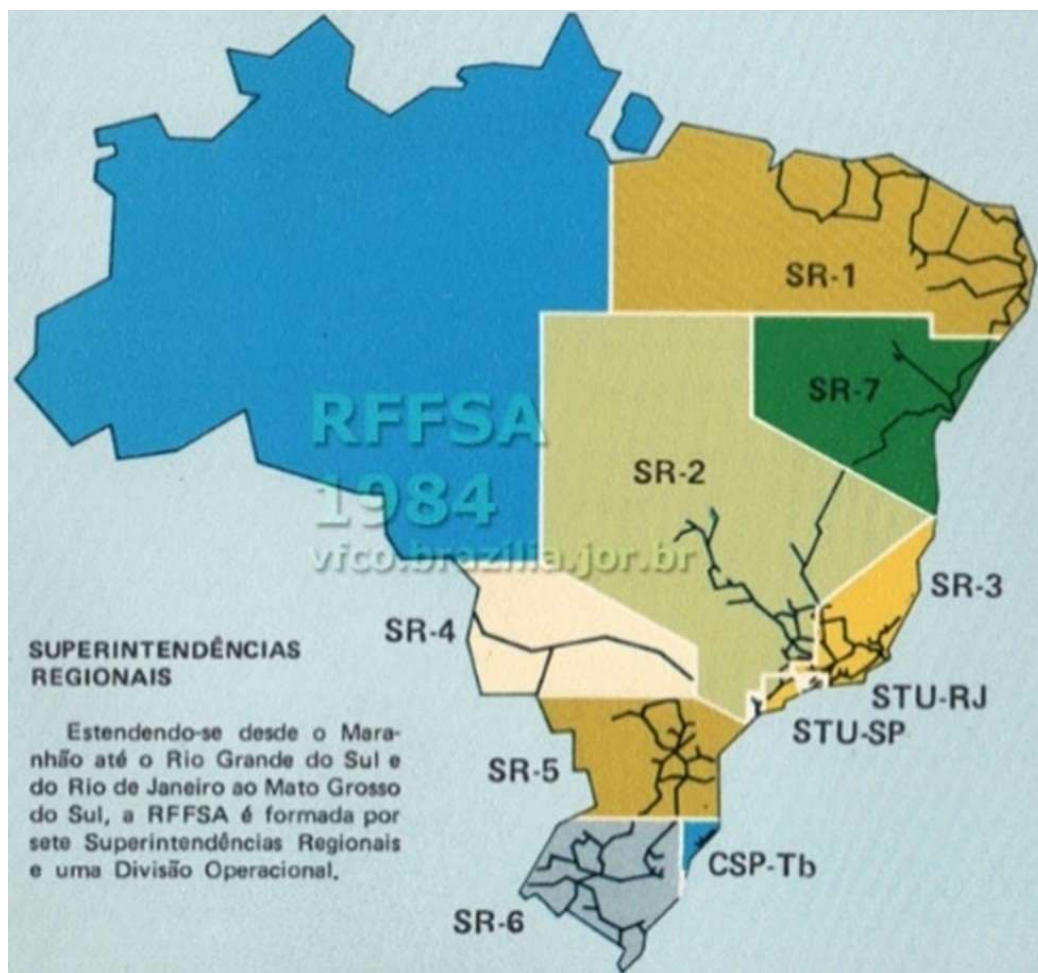 SR-1
SR-7
RFFSA
1984
vfco.brazilia.jor.br
SR-2
SR-3
SR-4
STU-RJ
STU-SP
SR-5
CSP-Tb
SR-6
SUPERINTENDÊNCIAS
REGIONAIS
Estendendo-se desde o Mara-
nhão até o Rio Grande do Sul e
do Rio de Janeiro ao Mato Grosso
do Sul, a RFFSA é formada por
sete Superintendências Regionais
e uma Divisão Operacional.